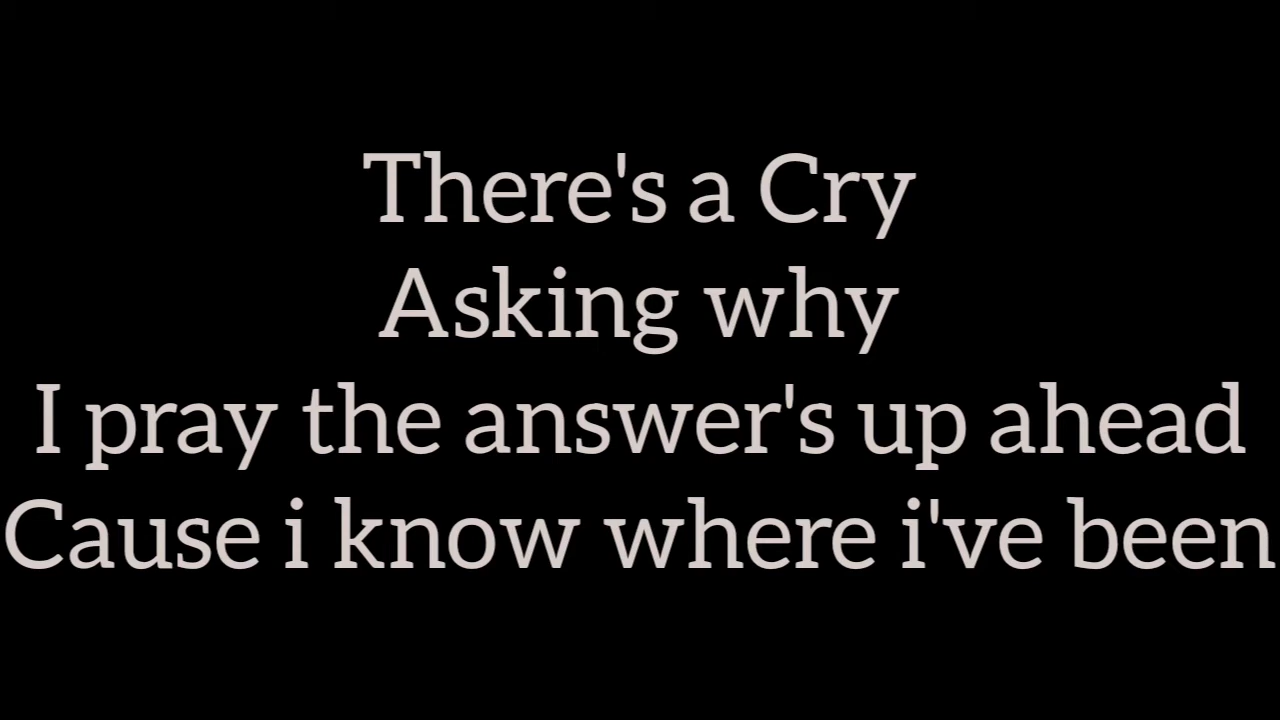 There's a Cry
Asking why
I pray the answer's up ahead
Cause i know where i've been